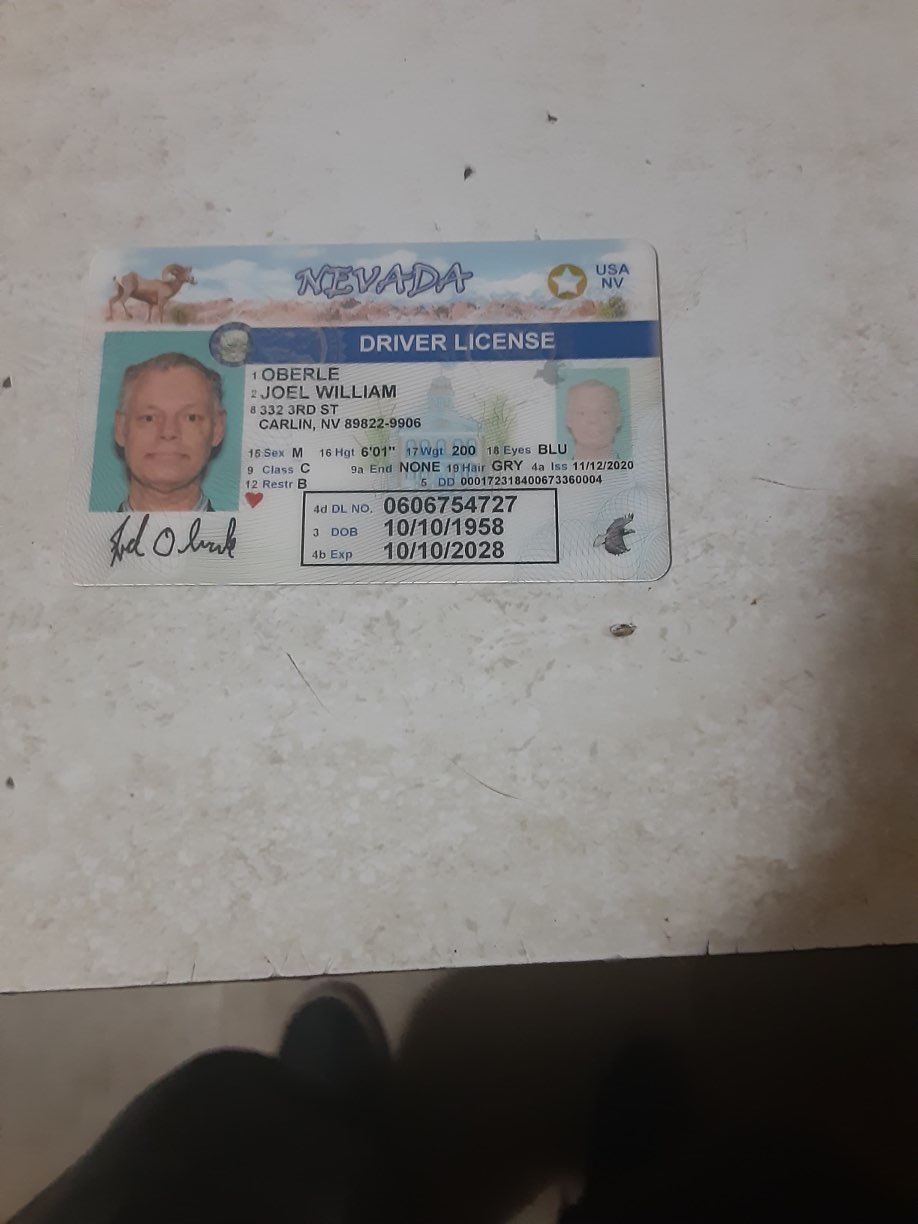 NEVADA
USA
NV
DRIVER LICENSE
1 OBERLE
2 JOEL WILLIAM
8 332 3RD ST
CARLIN, NV 89822-9906
15 Sex M 16 Hgt 6'01" 17 Wgt 200 18 Eyes BLU
9 Class C 9a End NONE 19 Hair GRY 4a Iss 11/12/2020
12 Restr B 5 DD 000172318400673360004
4d DL NO. 0606754727
3 DOB 10/10/1958
4b Exp 10/10/2028